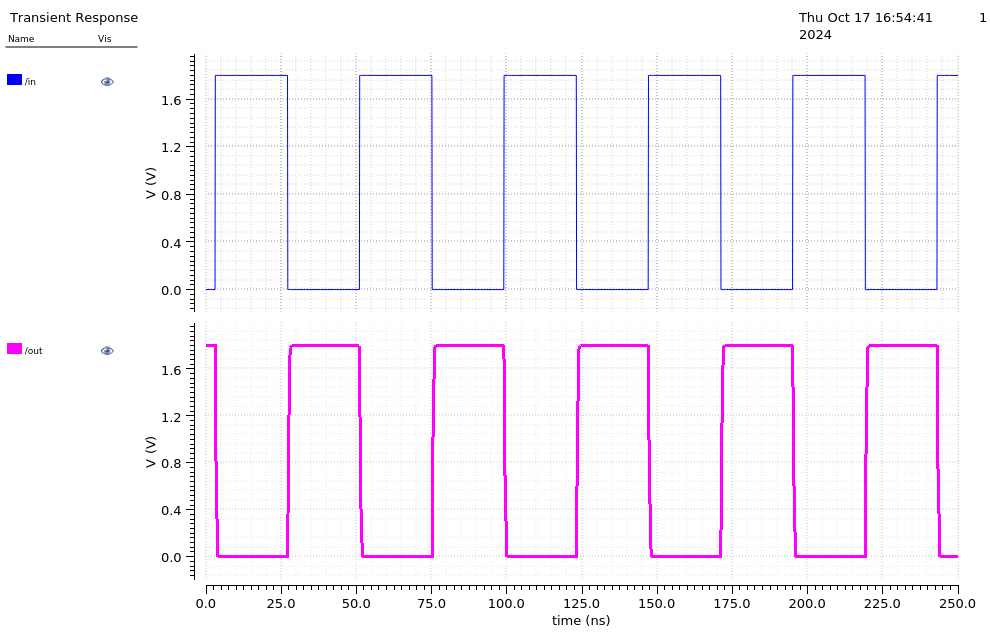 Transient Response
Thu Oct 17 16:54:41 1
2024
Name Vis
/in
V (V)
1.6
1.2
0.8
0.4
0.0
/out
V (V)
1.6
1.2
0.8
0.4
0.0
0.0 25.0 50.0 75.0 100.0 125.0 150.0 175.0 200.0 225.0 250.0
time (ns)